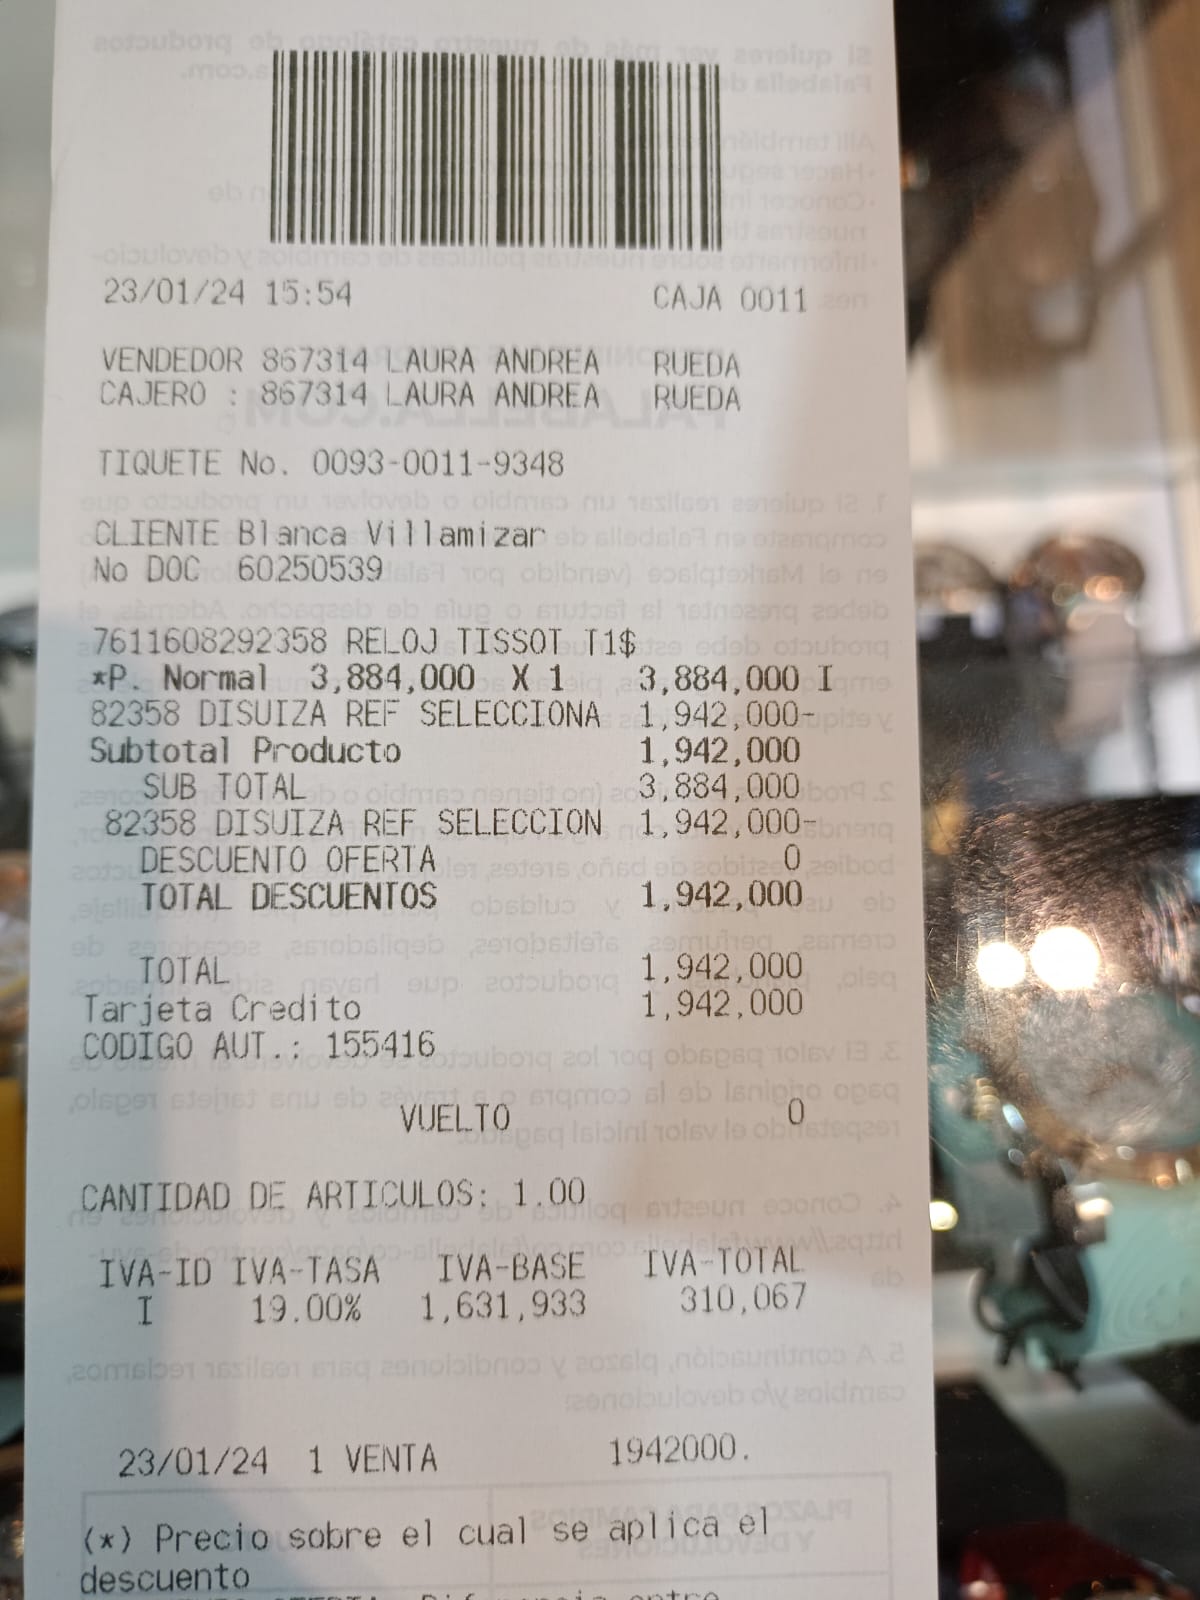 23/01/24 15:54 CAJA 0011
VENDEDOR 867314 LAURA ANDREA RUEDA
CAJERO : 867314 LAURA ANDREA RUEDA
TIQUETE No. 0093-0011-9348
CLIENTE Blanca Villamizar
No DOC 60250539
7611608292358 RELOJ TISSOT T1$
*P. Normal 3,884,000 X 1 3,884,000 I
82358 DISUIZA REF SELECCIONA 1,942,000-
Subtotal Producto 1,942,000
SUB TOTAL 3,884,000
82358 DISUIZA REF SELECCION 1,942,000-
DESCUENTO OFERTA 0
TOTAL DESCUENTOS 1,942,000
TOTAL 1,942,000
Tarjeta Credito 1,942,000
CODIGO AUT.: 155416
VUELTO 0
CANTIDAD DE ARTICULOS: 1.00
IVA-ID IVA-TASA IVA-BASE IVA-TOTAL
I 19.00% 1,631,933 310,067
23/01/24 1 VENTA 1942000.
(*) Precio sobre el cual se aplica el
descuento